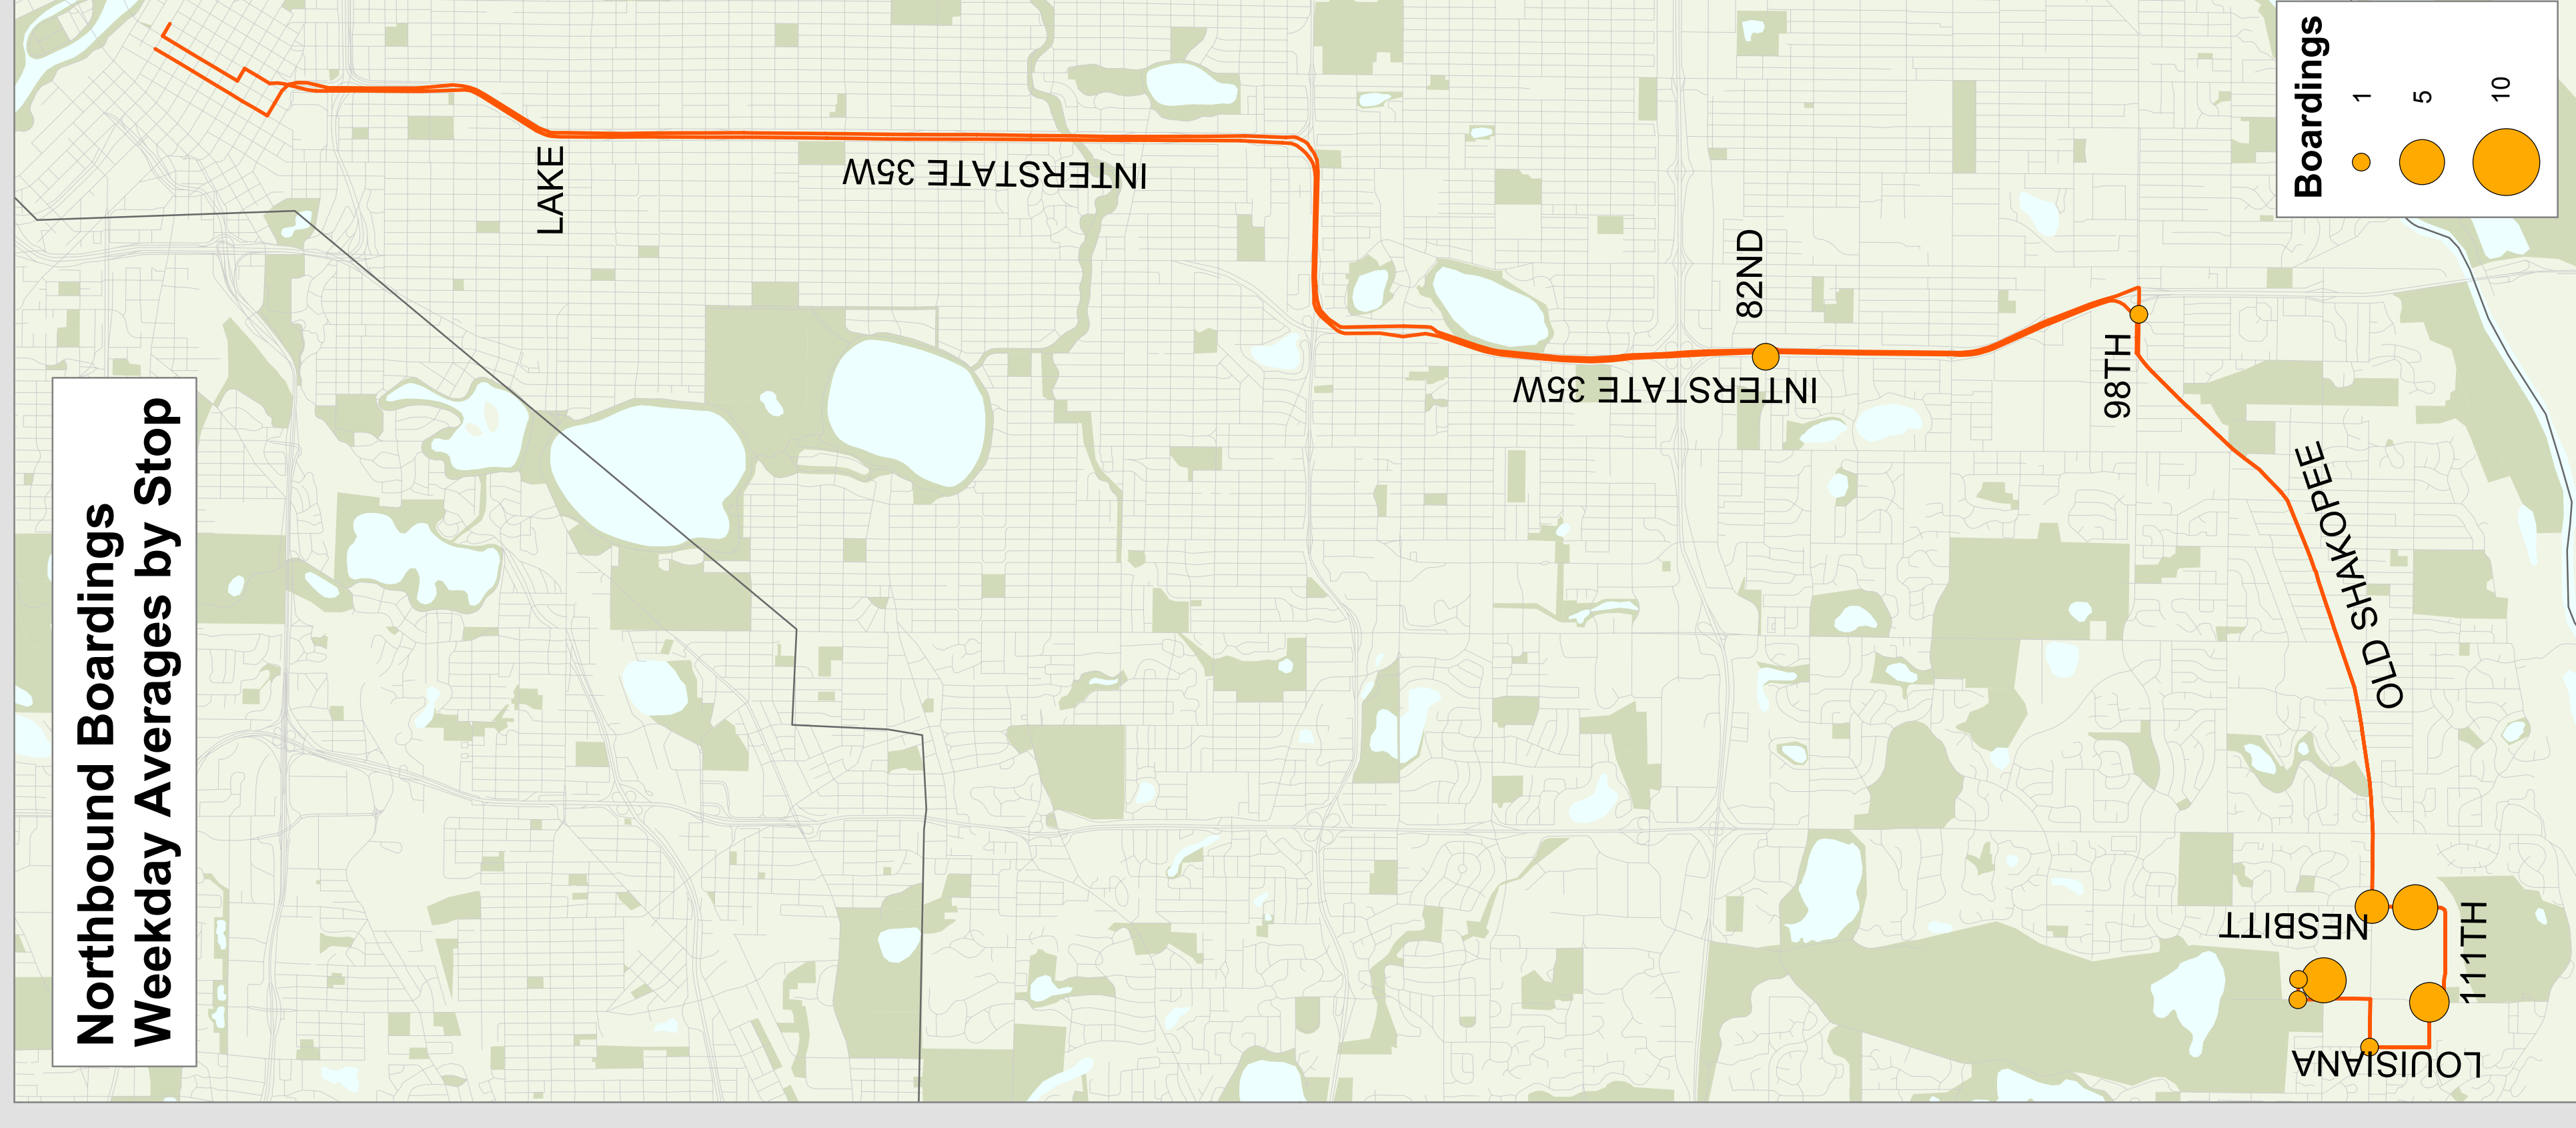 Northbound Boardings
Weekday Averages by Stop
LAKE
INTERSTATE 35W
82ND
INTERSTATE 35W
98TH
OLD SHAKOPEE
NESBITT
111TH
LOUISIANA
Boardings
1
5
10